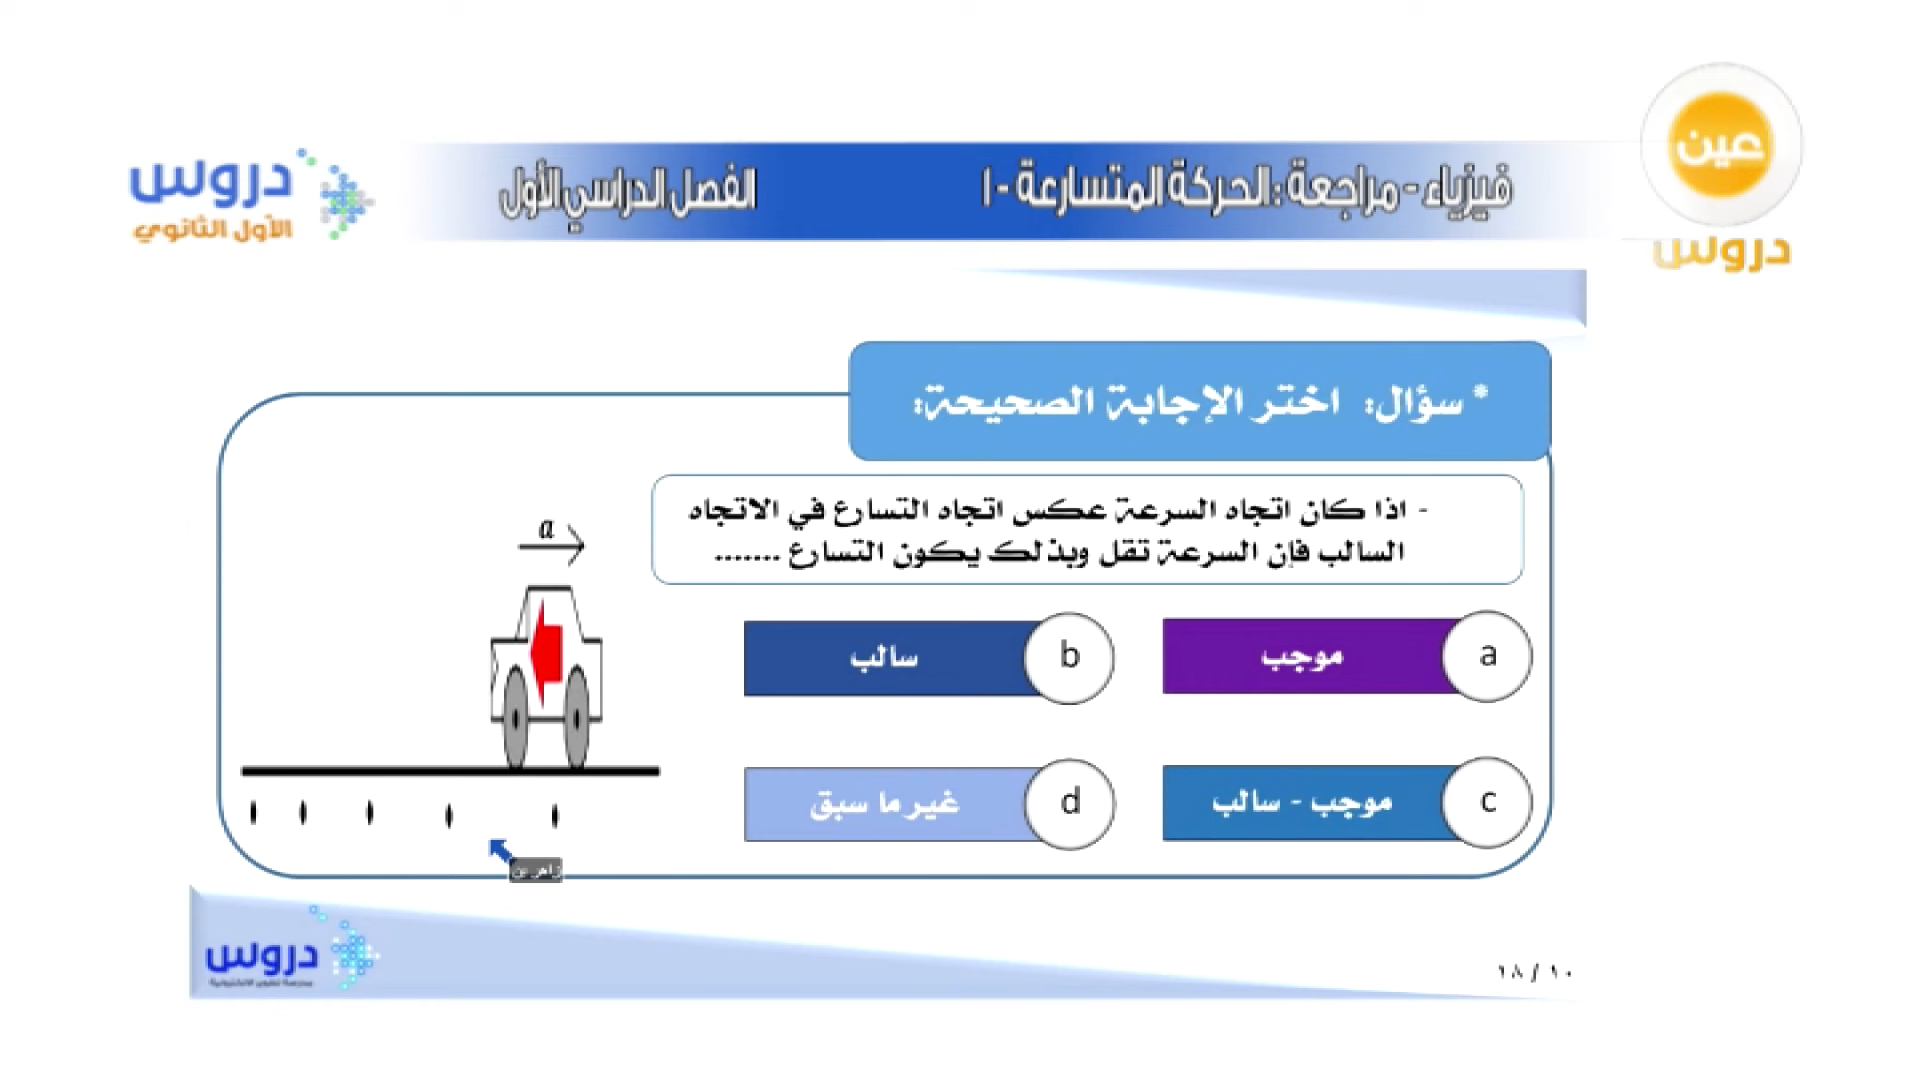 عين
دروس
فيزياء - مراجعة : الحركة المتسارعة - ١
الفصل الدراسي الأول
دروس
الأول الثانوي
* سؤال: اختر الإجابة الصحيحة:
- اذا كان اتجاه السرعة عكس اتجاه التسارع في الاتجاه
السالب فإن السرعة تقل وبذلك يكون التسارع .......
a موجب
b سالب
c موجب - سالب
d غير ما سبق
a
زاهر بن
دروس
١٨ / ١٠